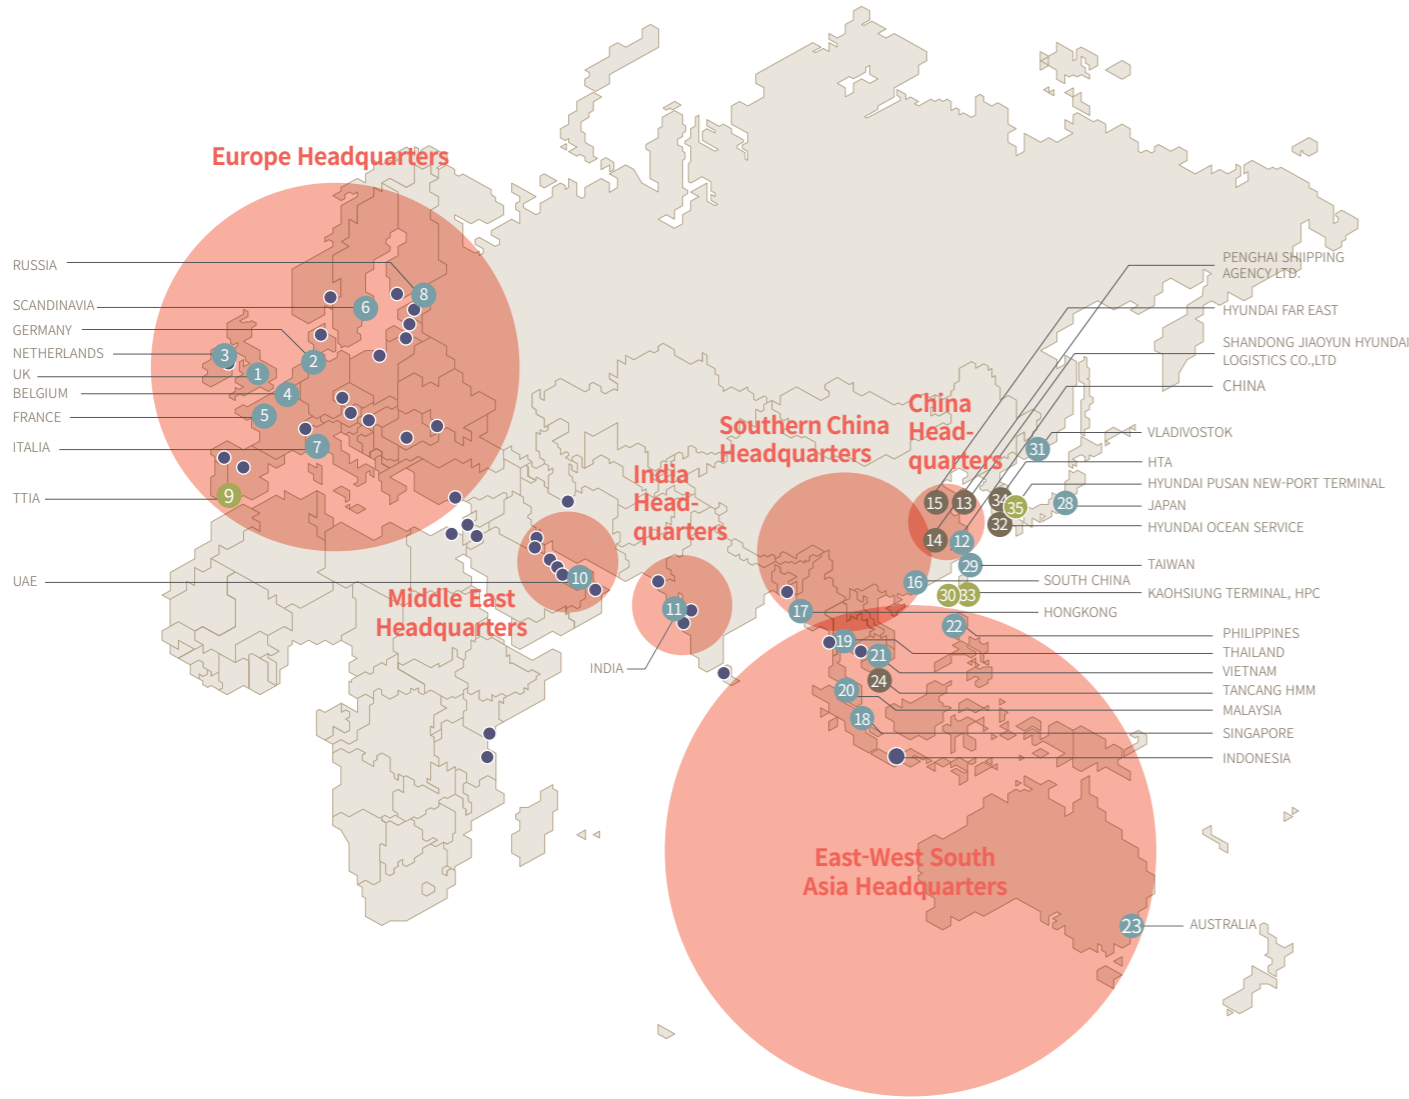 Europe Headquarters
RUSSIA
SCANDINAVIA
GERMANY
NETHERLANDS
UK
BELGIUM
FRANCE
ITALIA
TTIA
UAE
8
6
3
2
1
4
5
7
9
Middle East
Headquarters
10
India
Head-
quarters
11
INDIA
Southern China
Headquarters
China
Head-
quarters
PENGHAI SHIIPPING
AGENCY LTD.
HYUNDAI FAR EAST
SHANDONG JIAOYUN HYUNDAI
LOGISTICS CO.,LTD
CHINA
VLADIVOSTOK
HTA
HYUNDAI PUSAN NEW-PORT TERMINAL
JAPAN
HYUNDAI OCEAN SERVICE
TAIWAN
SOUTH CHINA
KAOHSIUNG TERMINAL, HPC
HONGKONG
PHILIPPINES
THAILAND
VIETNAM
TANCANG HMM
MALAYSIA
SINGAPORE
INDONESIA
31
15
13
34
35
28
32
14
12
29
16
30
33
17
22
19
21
24
20
18
East-West South
Asia Headquarters
23
AUSTRALIA